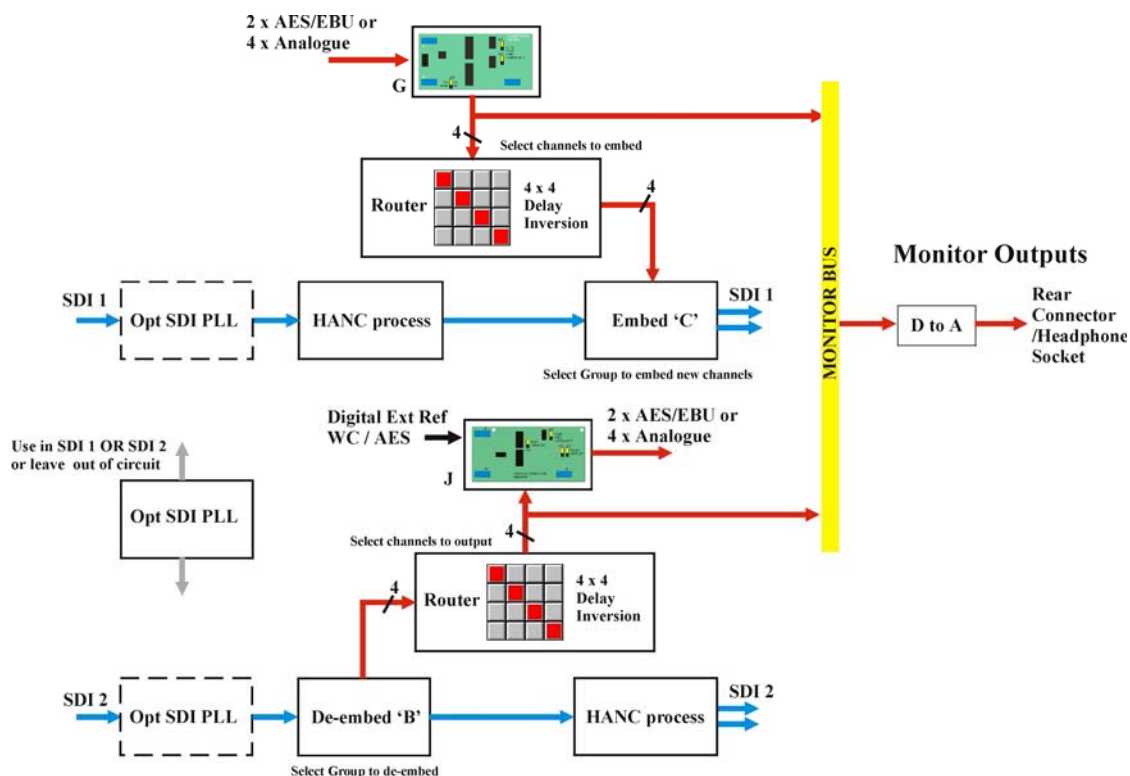 2 x AES/EBU or
4 x Analogue
G
4
Select channels to embed
Router
4 x 4
Delay
Inversion
4
SDI 1
Opt SDI PLL
HANC process
Embed ‘C’
SDI 1
Select Group to embed new channels
MONITOR BUS
Monitor Outputs
D to A
Rear
Connector
/Headphone
Socket
Digital Ext Ref
WC / AES
J
2 x AES/EBU or
4 x Analogue
Use in SDI 1 OR SDI 2
or leave out of circuit
Opt SDI PLL
4
Select channels to output
4
Router
4 x 4
Delay
Inversion
SDI 2
Opt SDI PLL
De-embed ‘B’
HANC process
SDI 2
Select Group to de-embed